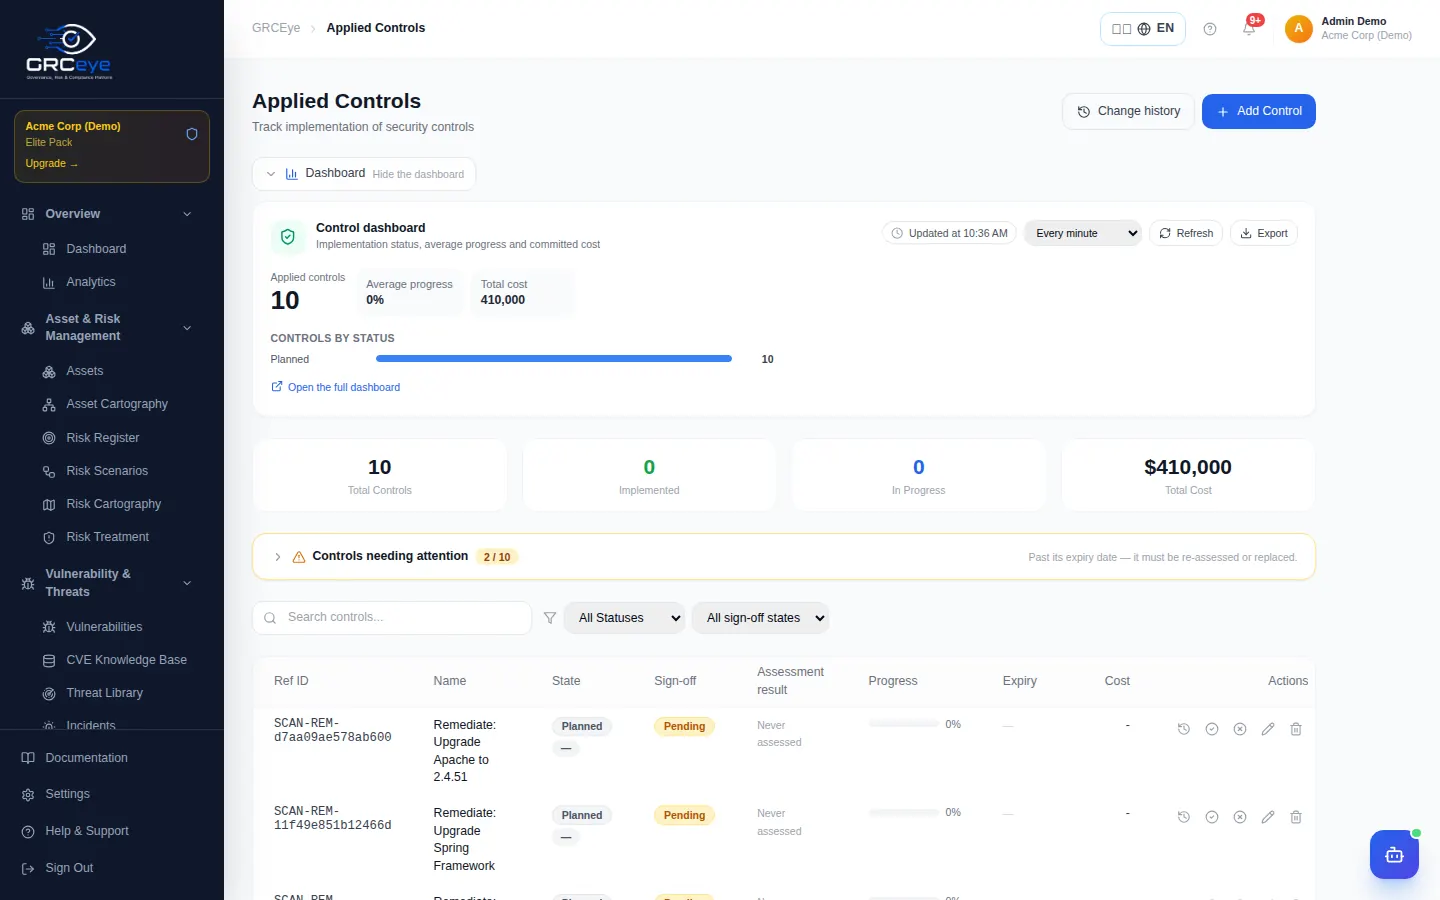 GRCeye
Governance, Risk & Compliance Platform
Acme Corp (Demo)
Elite Pack
Upgrade →
Overview
Dashboard
Analytics
Asset & Risk
Management
Assets
Asset Cartography
Risk Register
Risk Scenarios
Risk Cartography
Risk Treatment
Vulnerability &
Threats
Vulnerabilities
CVE Knowledge Base
Threat Library
Incidents
Documentation
Settings
Help & Support
Sign Out
GRCEye > Applied Controls
EN
9+
A
Admin Demo
Acme Corp (Demo)
Applied Controls
Track implementation of security controls
Change history
+ Add Control
Dashboard Hide the dashboard
Control dashboard
Implementation status, average progress and committed cost
Updated at 10:36 AM
Every minute
Refresh
Export
Applied controls
10
Average progress
0%
Total cost
410,000
CONTROLS BY STATUS
Planned 10
Open the full dashboard
10
Total Controls
0
Implemented
0
In Progress
$410,000
Total Cost
Controls needing attention 2 / 10
Past its expiry date — it must be re-assessed or replaced.
Search controls...
All Statuses
All sign-off states
Ref ID Name State Sign-off Assessment result Progress Expiry Cost Actions
SCAN-REM-
d7aa09ae578ab600
Remediate:
Upgrade
Apache to
2.4.51
Planned
—
Pending
Never
assessed
0%
—
-
SCAN-REM-
11f49e851b12466d
Remediate:
Upgrade
Spring
Framework
Planned
—
Pending
Never
assessed
0%
—
-